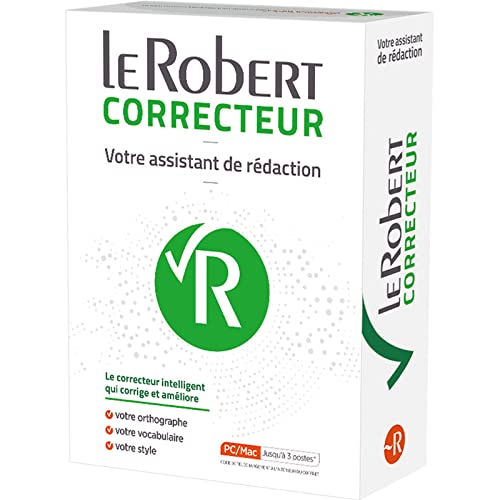 LE ROBERT
CORRECTEUR
Votre assistant de rédaction
R
Le correcteur intelligent
qui corrige et améliore
votre orthographe
votre vocabulaire
votre style
PC/Mac Jusqu'à 3 postes*
Votre assistant
de rédaction
LE ROBERT
CORRECTEUR
~R